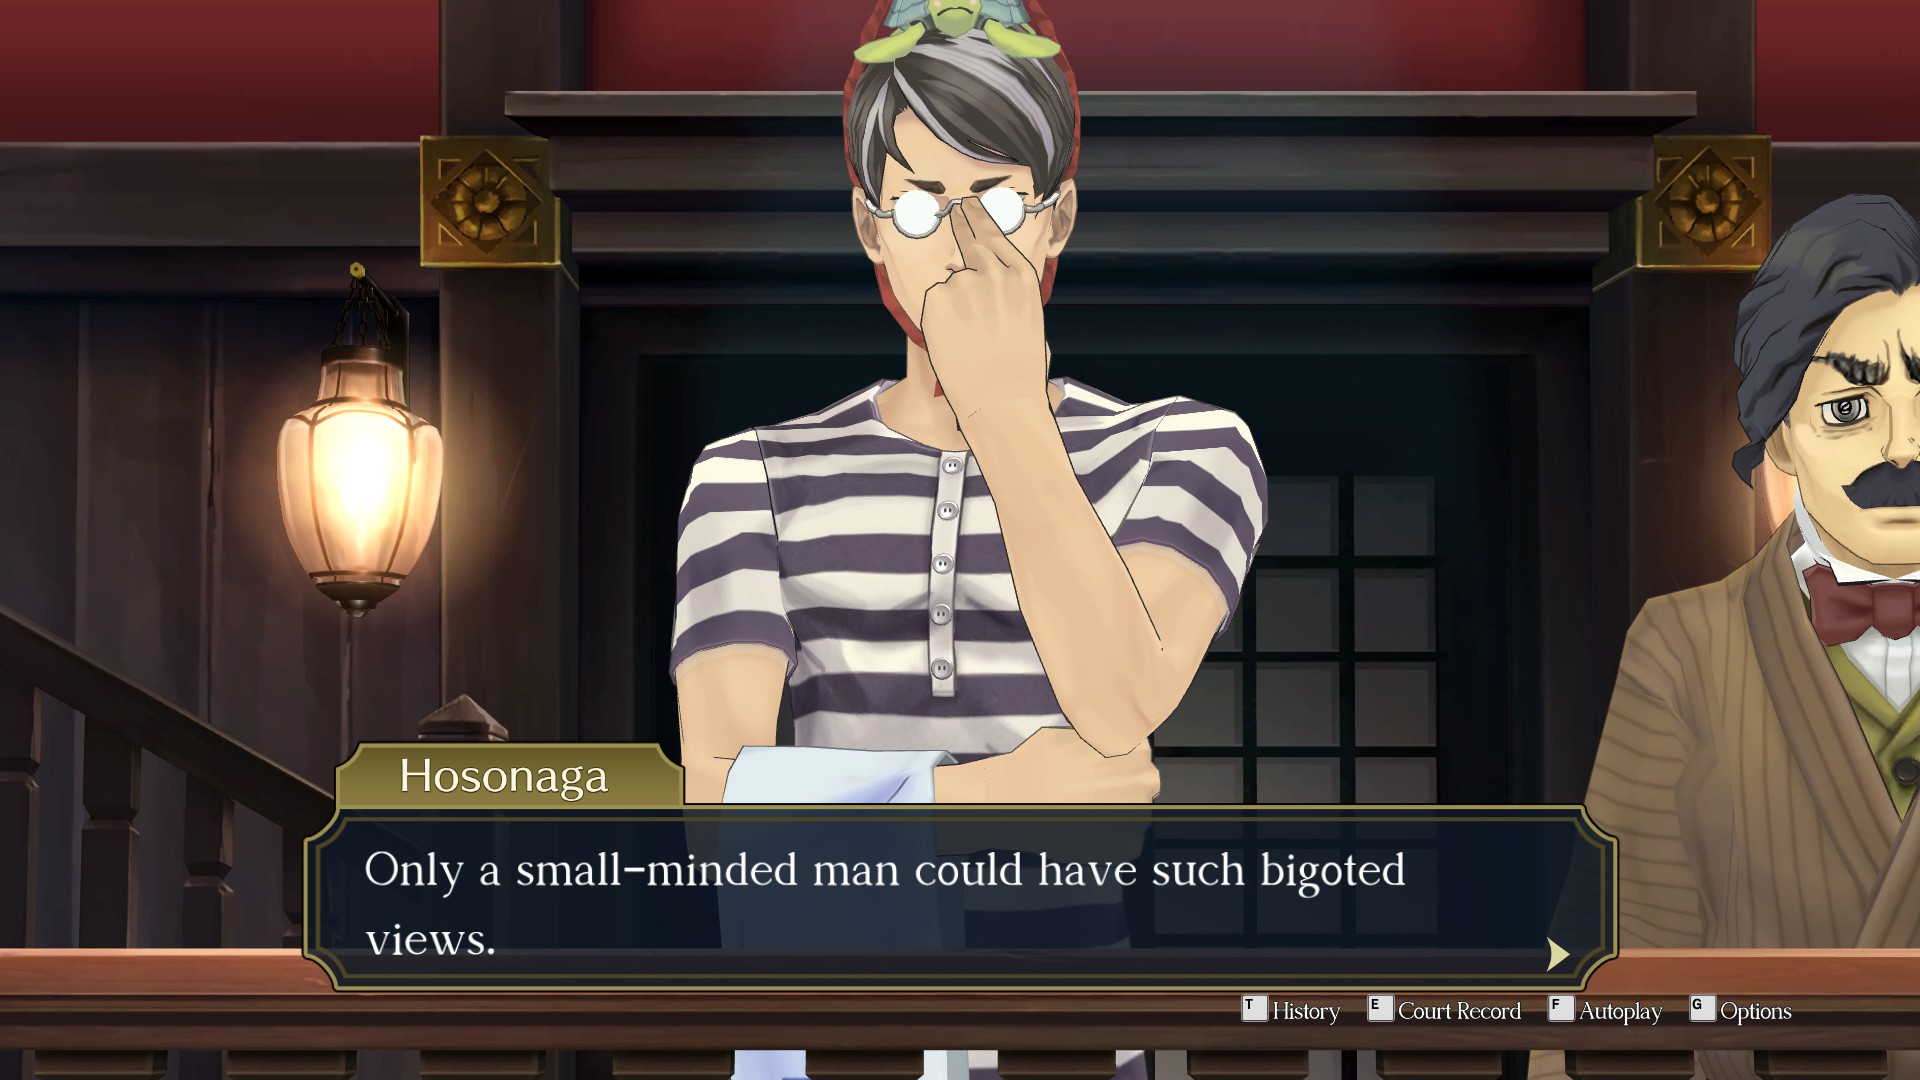 Hosonaga
Only a small-minded man could have such bigoted
views.
T History E Court Record F Autoplay G Options